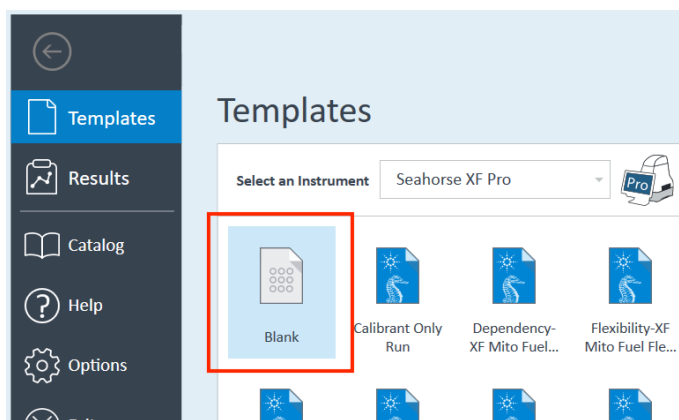 Templates
Results
Catalog
Help
Options
Templates
Select an Instrument
Seahorse XF Pro
Pro
Blank
Calibrant Only
Run
Dependency-
XF Mito Fuel...
Flexibility-XF
Mito Fuel Fle...